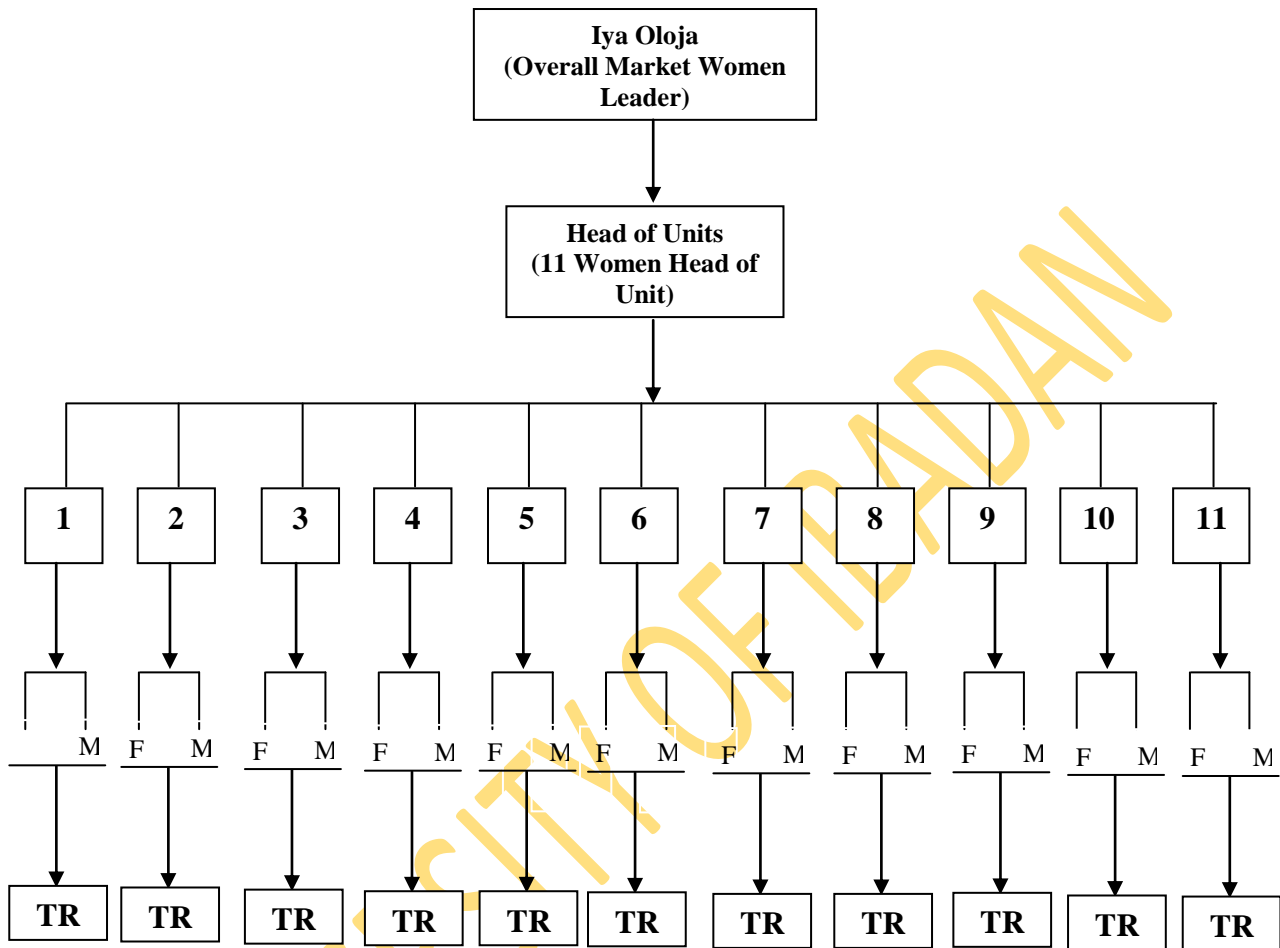 Iya Oloja
(Overall Market Women
Leader)
Head of Units
(11 Women Head of
Unit)
1 2 3 4 5 6 7 8 9 10 11
M F M F M F M F M F M F M F M F M F M F M
TR TR TR TR TR TR TR TR TR TR TR
SITY OF IBADAN